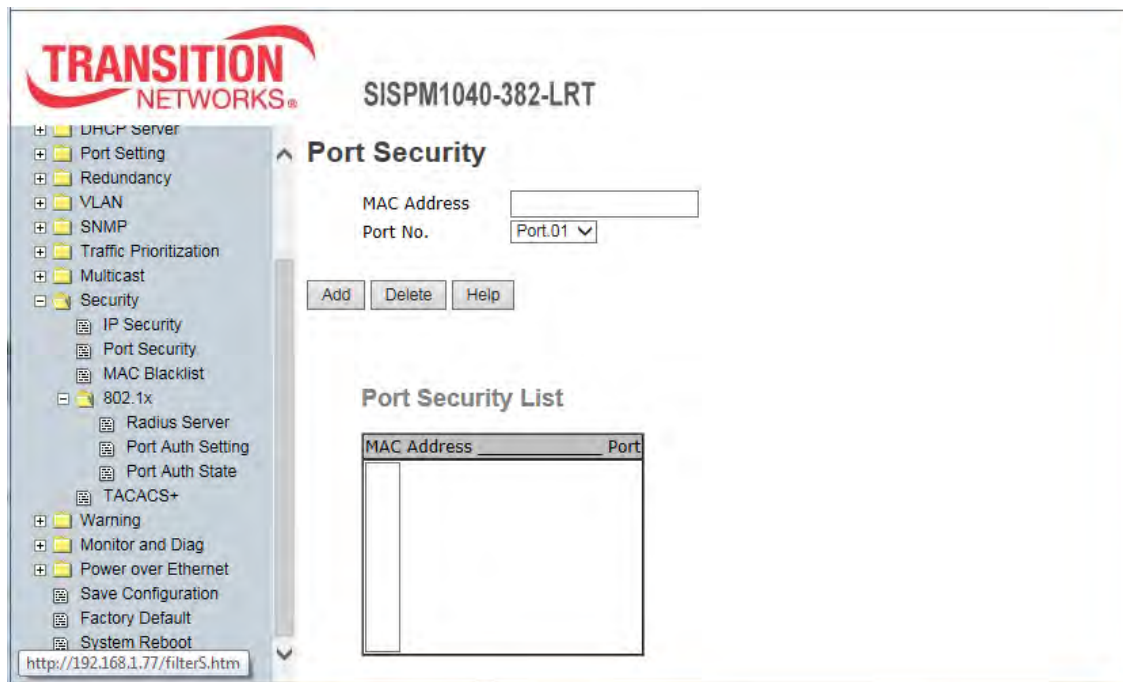 TRANSITION
NETWORKS®
SISPM1040-382-LRT
DHCP Server
Port Setting
Redundancy
VLAN
SNMP
Traffic Prioritization
Multicast
Security
IP Security
Port Security
MAC Blacklist
802.1x
Radius Server
Port Auth Setting
Port Auth State
TACACS+
Warning
Monitor and Diag
Power over Ethernet
Save Configuration
Factory Default
System Reboot
http://192.168.1.77/filterS.htm
Port Security
MAC Address
Port No. Port.01
Add Delete Help
Port Security List
MAC Address ______________ Port